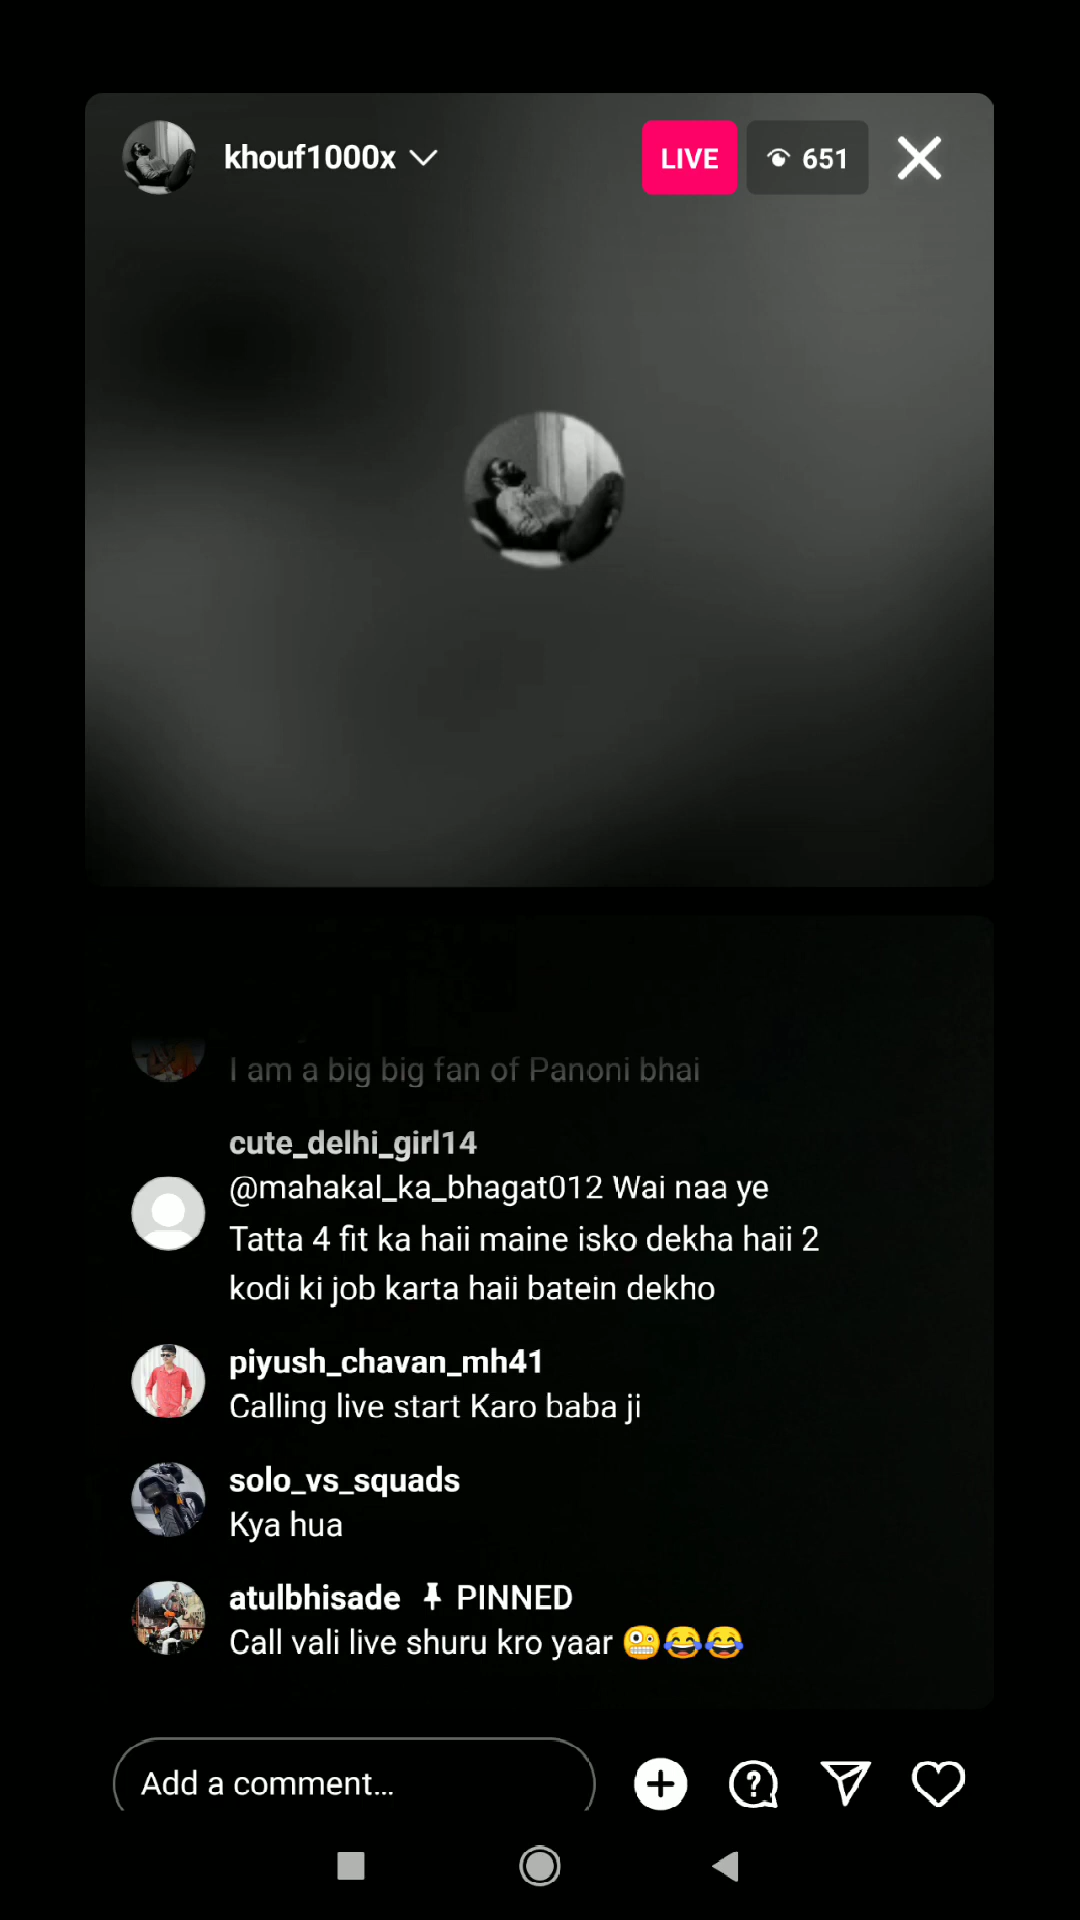 khouf1000x
LIVE
651
I am a big big fan of Panoni bhai
cute_delhi_girl14
@mahakal_ka_bhagat012 Wai naa ye
Tatta 4 fit ka haii maine isko dekha haii 2
kodi ki job karta haii batein dekho
piyush_chavan_mh41
Calling live start Karo baba ji
solo_vs_squads
Kya hua
atulbhisade PINNED
Call vali live shuru kro yaar 🤪😂😂
Add a comment...